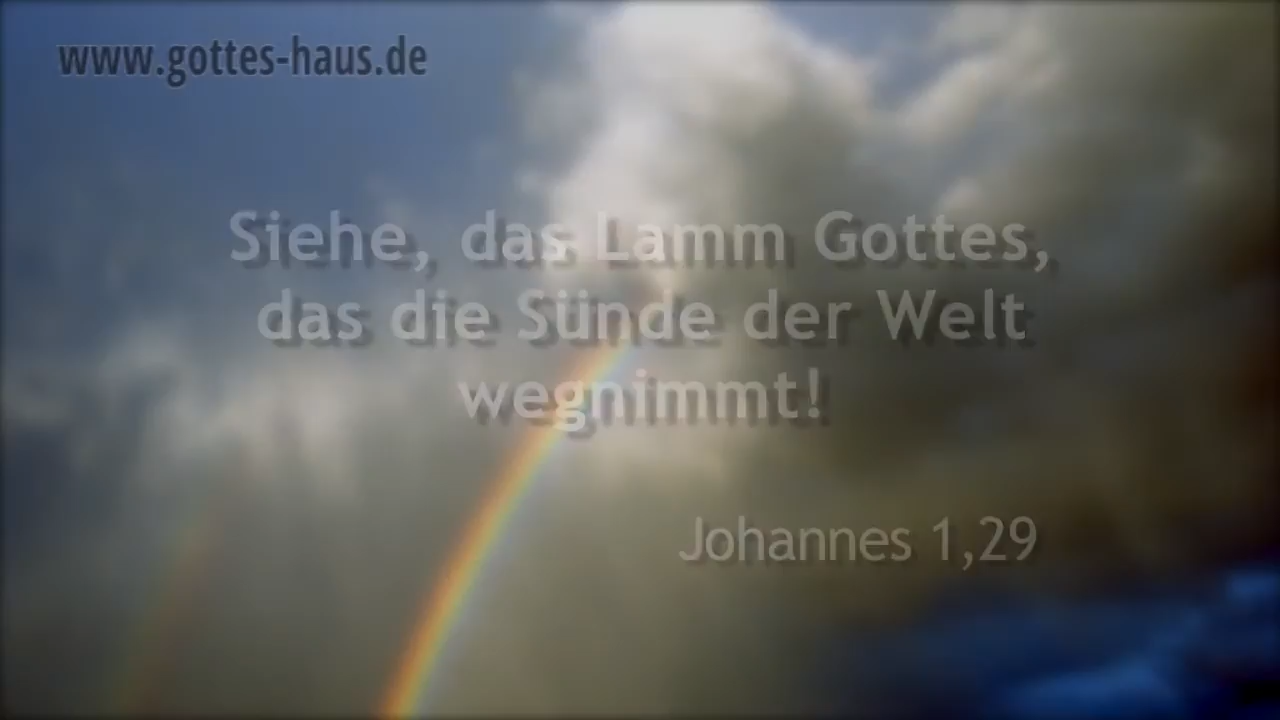 www.gottes-haus.de
Siehe, das Lamm Gottes,
das die Sünde der Welt
wegnimmt!
Johannes 1,29